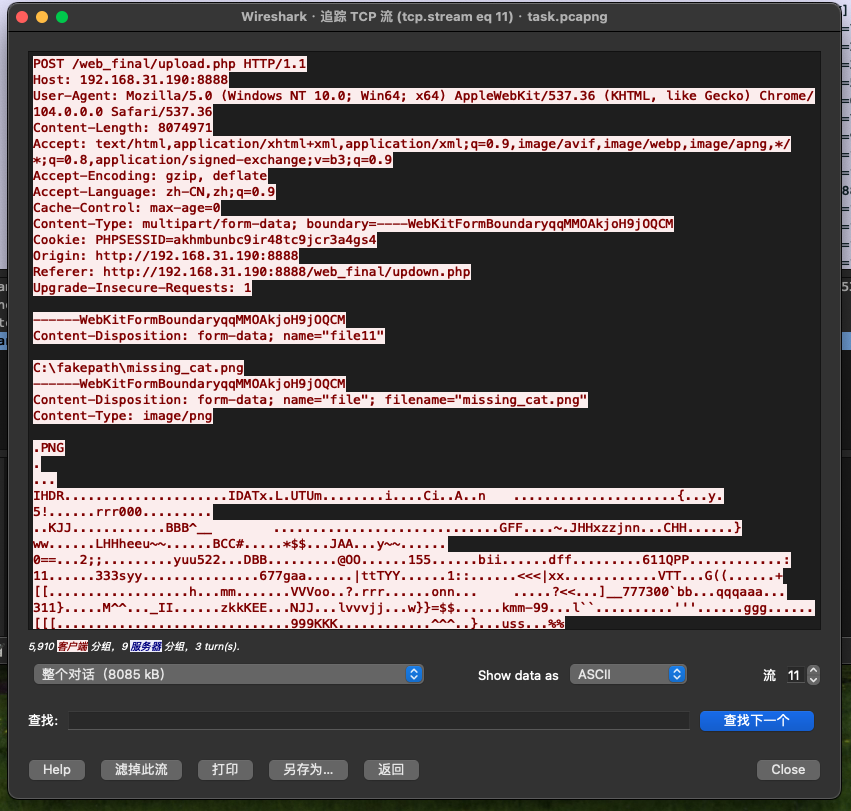 Wireshark · 追踪 TCP 流 (tcp.stream eq 11) · task.pcapng
POST /web_final/upload.php HTTP/1.1
Host: 192.168.31.190:8888
User-Agent: Mozilla/5.0 (Windows NT 10.0; Win64; x64) AppleWebKit/537.36 (KHTML, like Gecko) Chrome/
104.0.0.0 Safari/537.36
Content-Length: 8074971
Accept: text/html,application/xhtml+xml,application/xml;q=0.9,image/avif,image/webp,image/apng,*/
*;q=0.8,application/signed-exchange;v=b3;q=0.9
Accept-Encoding: gzip, deflate
Accept-Language: zh-CN,zh;q=0.9
Cache-Control: max-age=0
Content-Type: multipart/form-data; boundary=----WebKitFormBoundaryqqMMOAkjoH9jOQCM
Cookie: PHPSESSID=akhmbunbc9ir48tc9jcr3a4gs4
Origin: http://192.168.31.190:8888
Referer: http://192.168.31.190:8888/web_final/updown.php
Upgrade-Insecure-Requests: 1
------WebKitFormBoundaryqqMMOAkjoH9jOQCM
Content-Disposition: form-data; name="file11"
C:\fakepath\missing_cat.png
------WebKitFormBoundaryqqMMOAkjoH9jOQCM
Content-Disposition: form-data; name="file"; filename="missing_cat.png"
Content-Type: image/png
.PNG
.
...
IHDR.....................IDATx.L.UTUm........i....Ci..A..n    .....................{...y.
5!......rrr000.........
..KJJ............BBB^__        .............................GFF....~.JHHxzzjnn...CHH......}
ww......LHHheeu~~......BCC#.....*$$...JAA...y~~......
0==...2;;.........yuu522...DBB.........@OO......155......bii......dff.........611QPP............:
11......333syy...............677gaa......|ttTYY......1::......<<<|xx............VTT...G((......+
[[..................h...mm.......VVVoo..?.rrr......onn...    .....?<<...]__777300`bb...qqqaaa...
311}.....M^^..._II......zkkKEE...NJJ...lvvvjj...w}}=$$......kmm-99...l``..........'''......ggg......
[[[..............................999KKK............^^^..}...uss...%%
5,910 客户端 分组，9 服务器 分组，3 turn(s).
整个对话 (8085 kB)
Show data as
ASCII
流
11
查找:
查找下一个
Help
滤掉此流
打印
另存为…
返回
Close